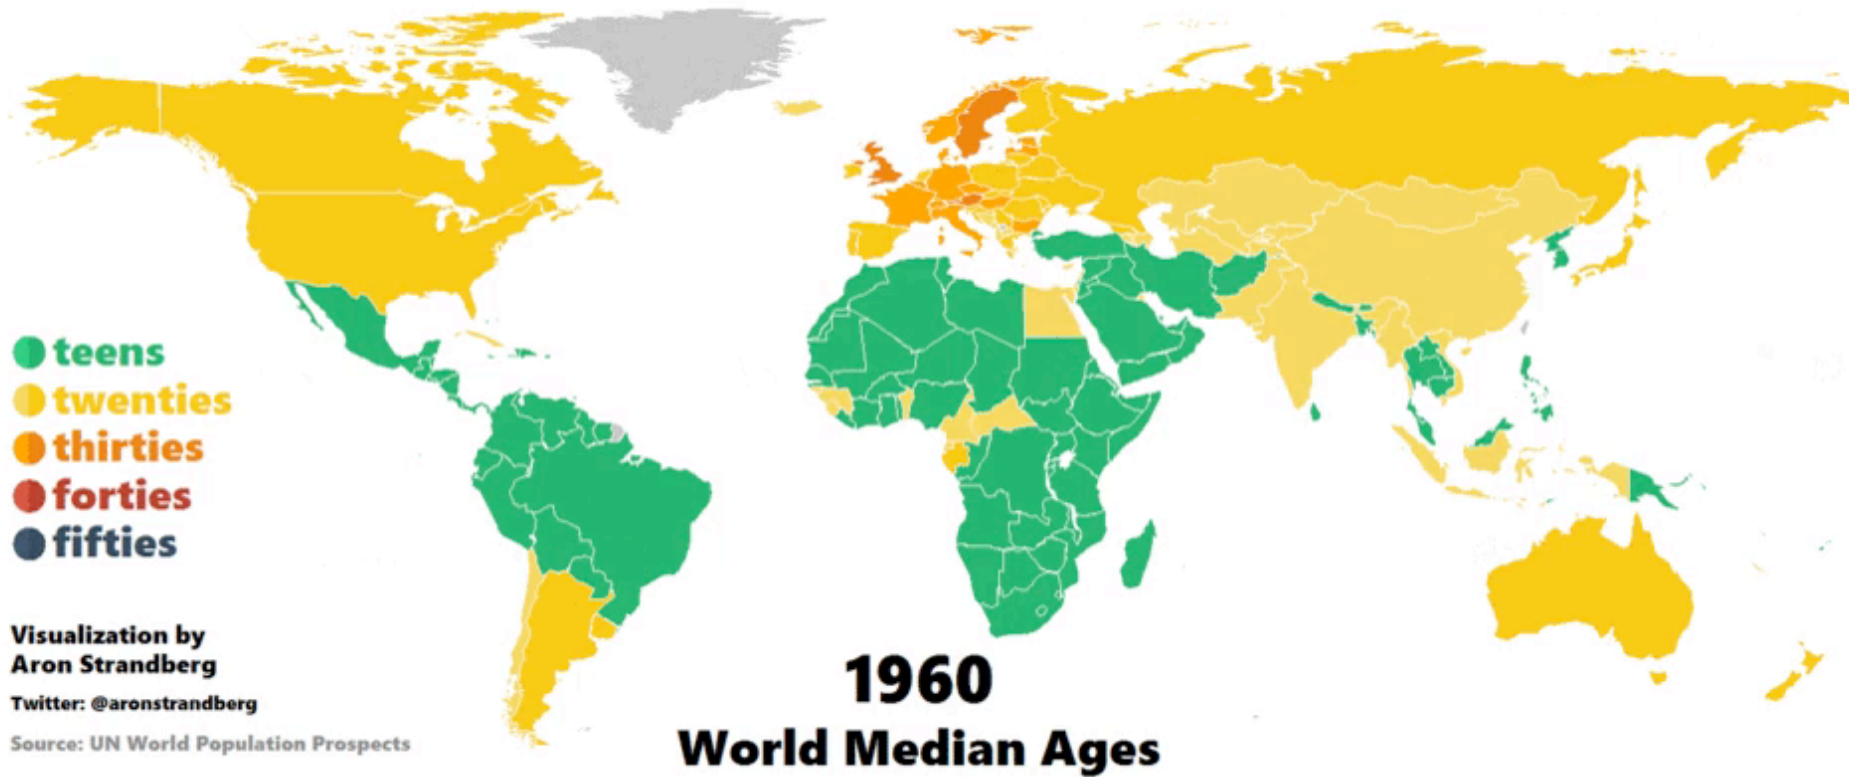 teens
twenties
thirties
forties
fifties
Visualization by
Aron Strandberg
Twitter: @aronstrandberg
Source: UN World Population Prospects
1960
World Median Ages